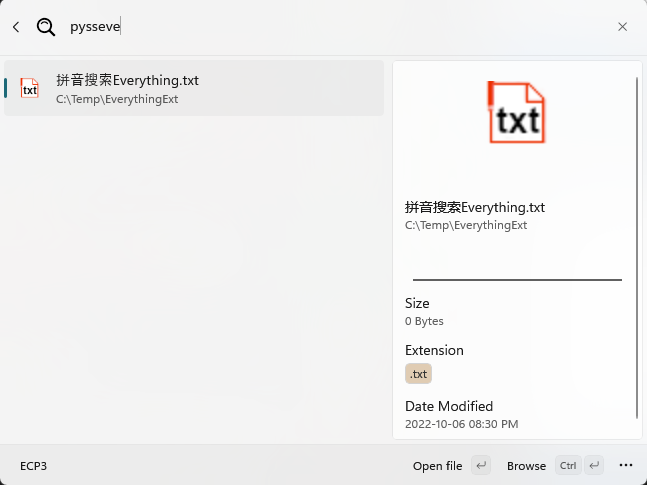 pysseve
拼音搜索Everything.txt
C:\Temp\EverythingExt
txt
txt
拼音搜索Everything.txt
C:\Temp\EverythingExt
Size
0 Bytes
Extension
.txt
Date Modified
2022-10-06 08:30 PM
ECP3
Open file
Browse Ctrl